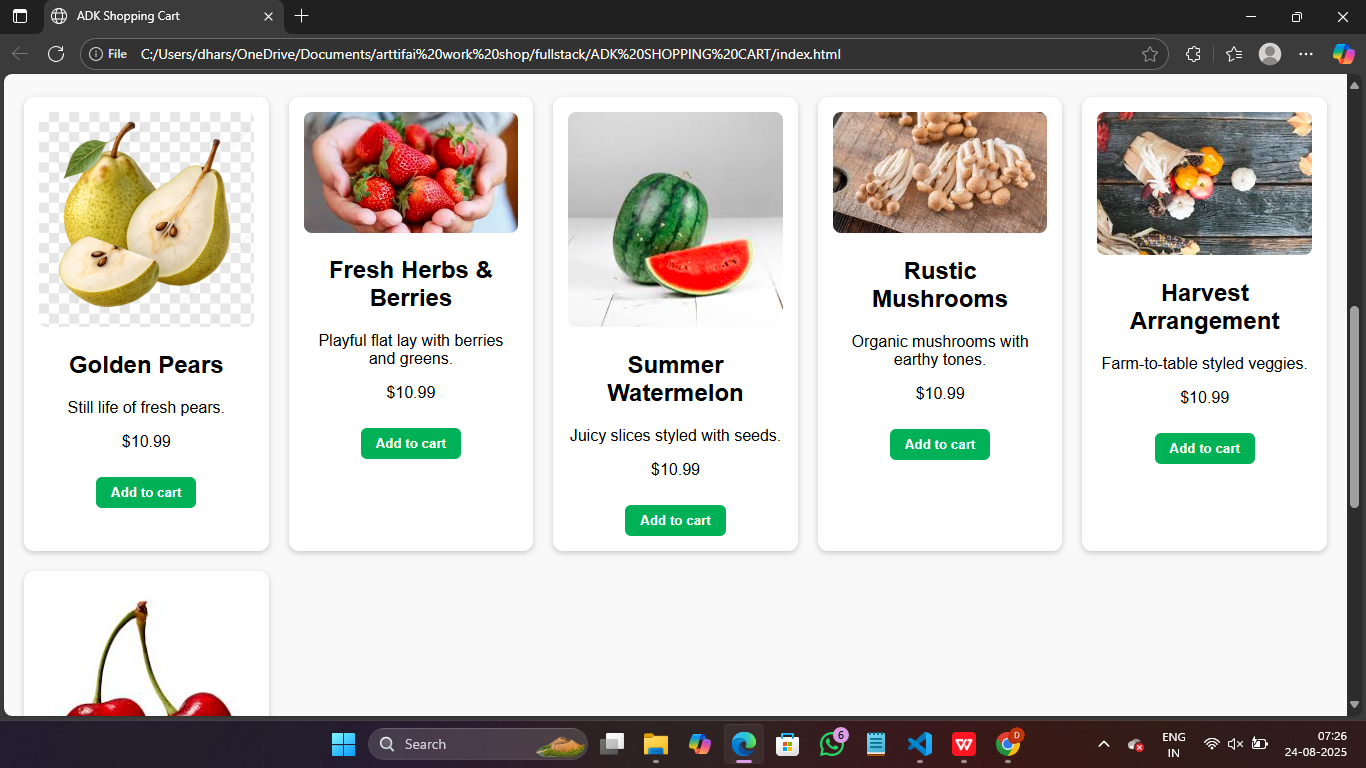 ADK Shopping Cart
File
C:/Users/dhars/OneDrive/Documents/arttifai%20work%20shop/fullstack/ADK%20SHOPPING%20CART/index.html
Golden Pears
Still life of fresh pears.
$10.99
Add to cart
Fresh Herbs &
Berries
Playful flat lay with berries
and greens.
$10.99
Add to cart
Summer
Watermelon
Juicy slices styled with seeds.
$10.99
Add to cart
Rustic
Mushrooms
Organic mushrooms with
earthy tones.
$10.99
Add to cart
Harvest
Arrangement
Farm-to-table styled veggies.
$10.99
Add to cart
Search
6
W
D
ENG
IN
07:26
24-08-2025